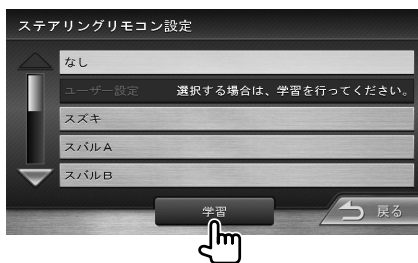 ステアリングリモコン設定
なし
ユーザー設定 選択する場合は、学習を行ってください。
スズキ
スバルA
スバルB
学習
戻る